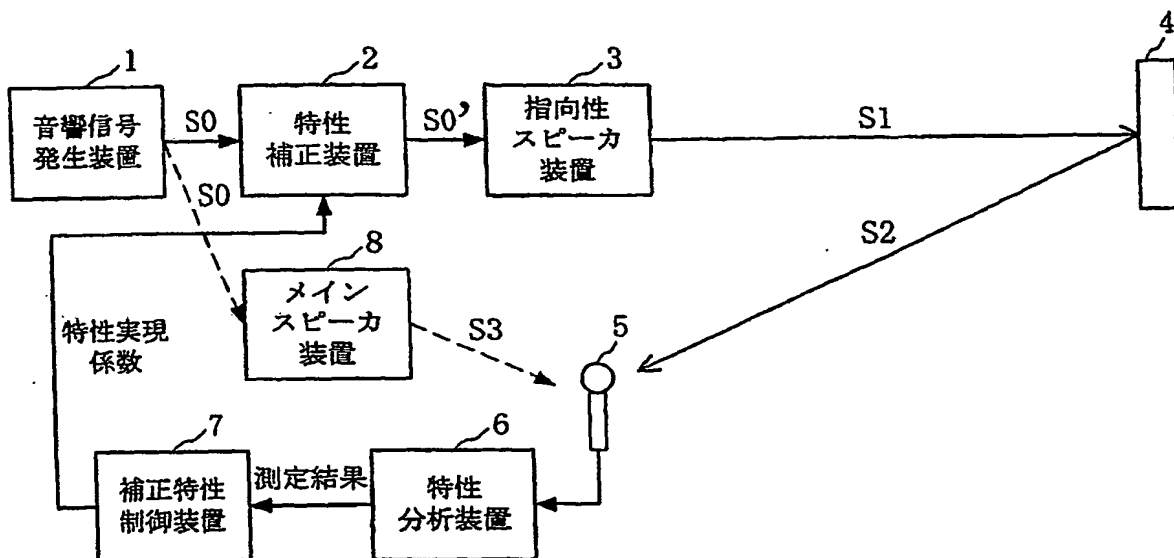 1
音響信号
発生装置
S0
2
特性
補正装置
S0’
3
指向性
スピーカ
装置
S1
4
S0
S2
8
メイン
スピーカ
装置
S3
5
特性実現
係数
7
補正特性
制御装置
測定結果
6
特性
分析装置